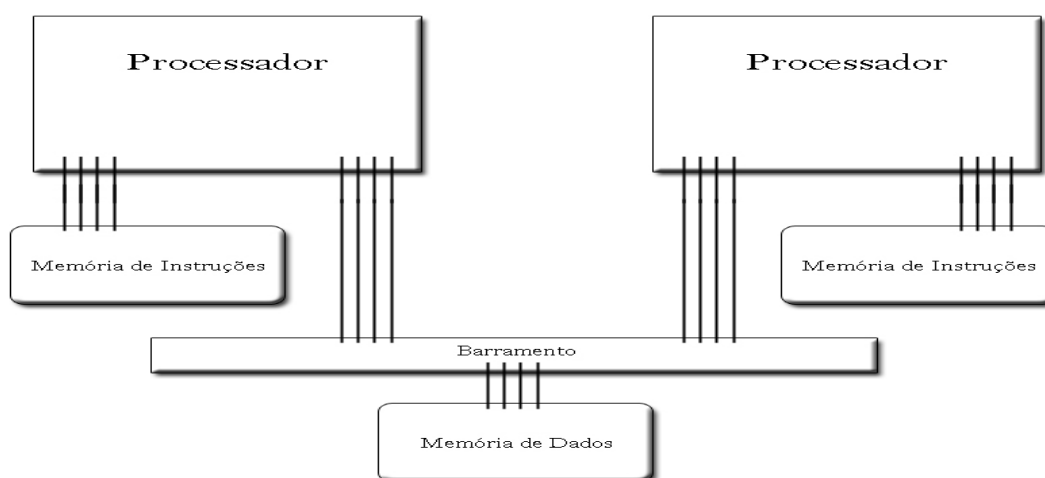 Processador
Processador
Memória de Instruções
Memória de Instruções
Barramento
Memória de Dados